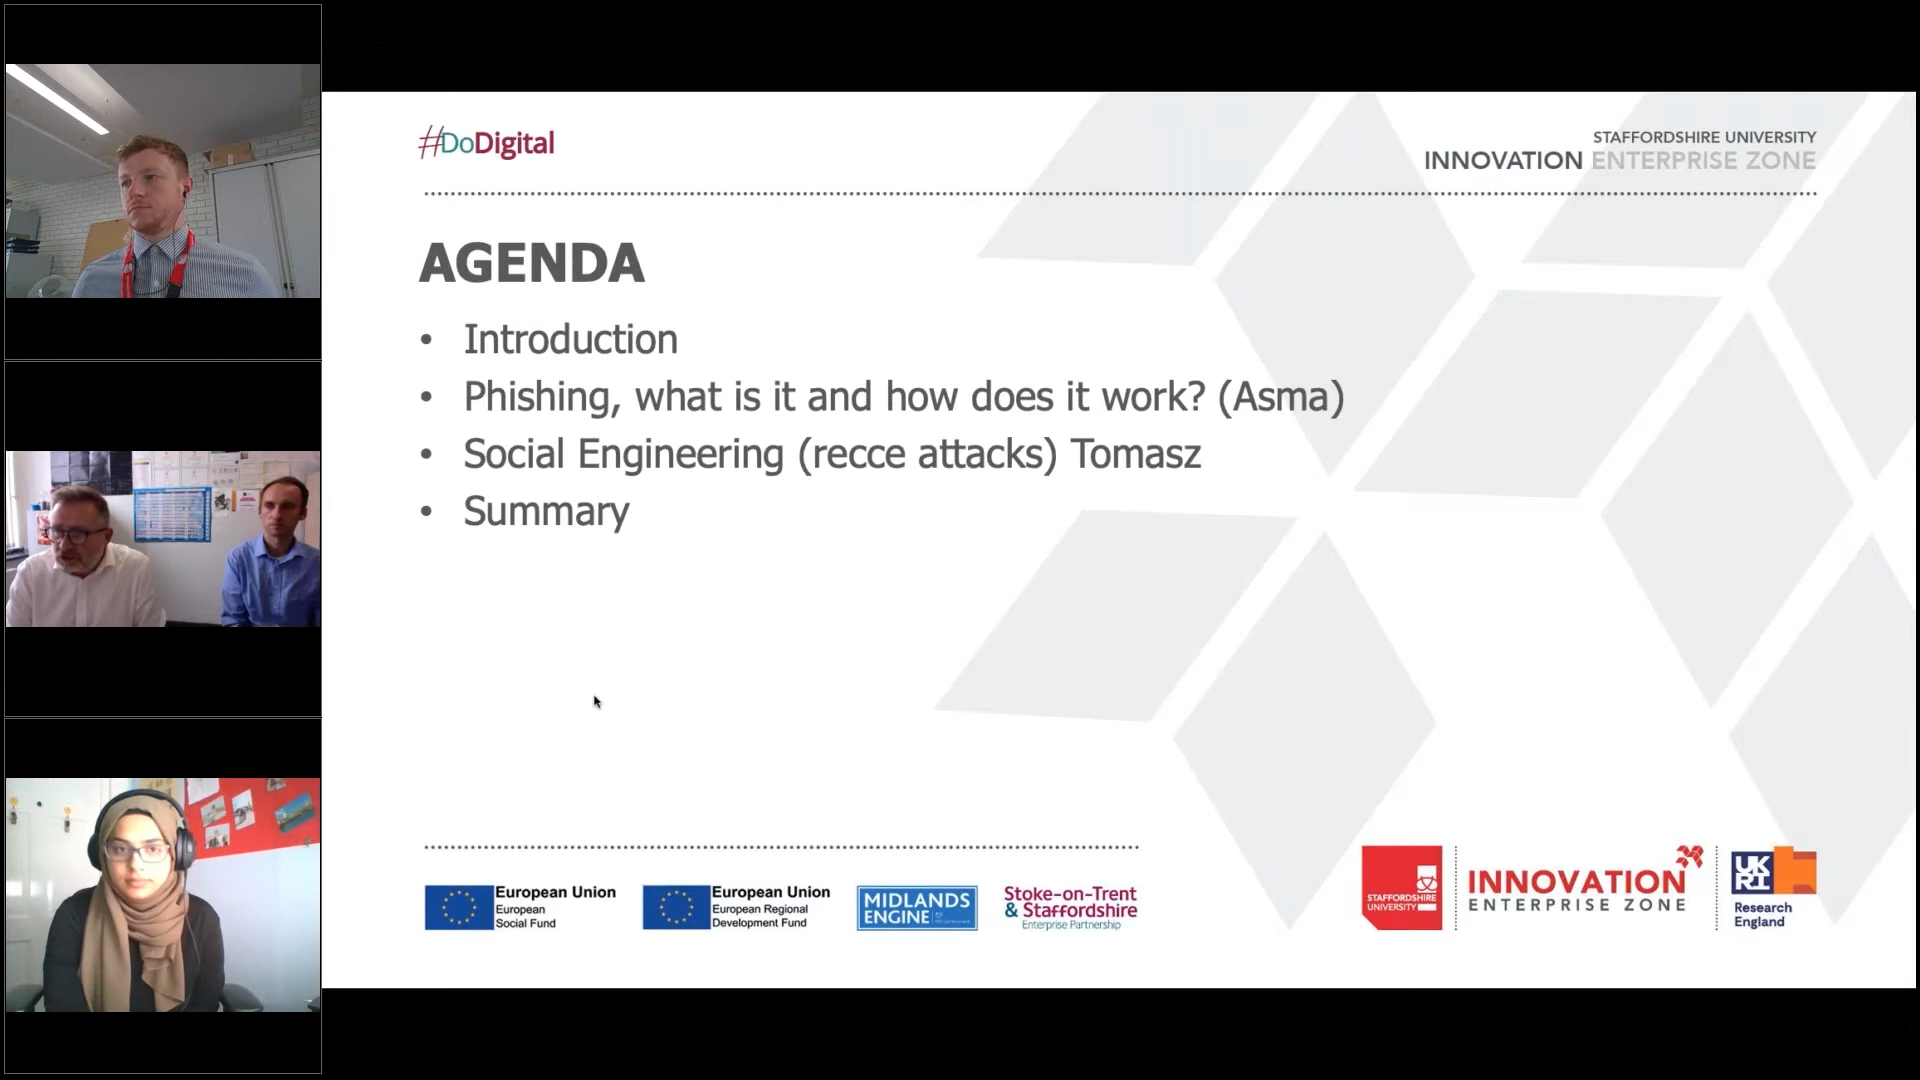 #DoDigital
STAFFORDSHIRE UNIVERSITY
INNOVATION ENTERPRISE ZONE
AGENDA
• Introduction
• Phishing, what is it and how does it work? (Asma)
• Social Engineering (recce attacks) Tomasz
• Summary
European Union
European
Social Fund
European Union
European Regional
Development Fund
MIDLANDS
ENGINE
Stoke-on-Trent
& Staffordshire
Enterprise Partnership
STAFFORDSHIRE
UNIVERSITY
INNOVATION
ENTERPRISE ZONE
UK
RI
Research
England